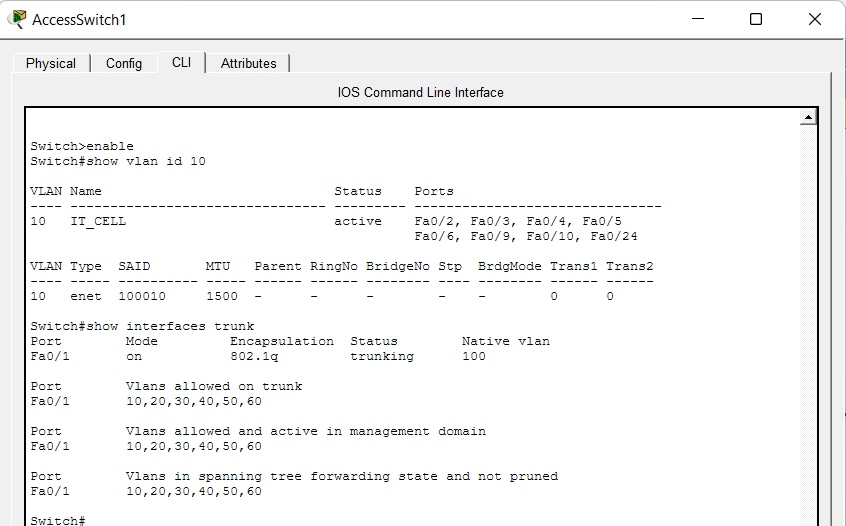 AccessSwitch1
Physical Config CLI Attributes
IOS Command Line Interface
Switch>enable
Switch#show vlan id 10
VLAN Name                             Status    Ports
---- -------------------------------- --------- -------------------------------
10   IT_CELL                          active    Fa0/2, Fa0/3, Fa0/4, Fa0/5
                                                Fa0/6, Fa0/9, Fa0/10, Fa0/24
VLAN Type  SAID       MTU   Parent RingNo BridgeNo Stp  BrdgMode Trans1 Trans2
---- ----- ---------- ----- ------ ------ -------- ---- -------- ------ ------
10   enet  100010     1500  -      -      -        -    -        0      0
Switch#show interfaces trunk
Port        Mode         Encapsulation  Status        Native vlan
Fa0/1       on           802.1q         trunking      100
Port        Vlans allowed on trunk
Fa0/1       10,20,30,40,50,60
Port        Vlans allowed and active in management domain
Fa0/1       10,20,30,40,50,60
Port        Vlans in spanning tree forwarding state and not pruned
Fa0/1       10,20,30,40,50,60
Switch#